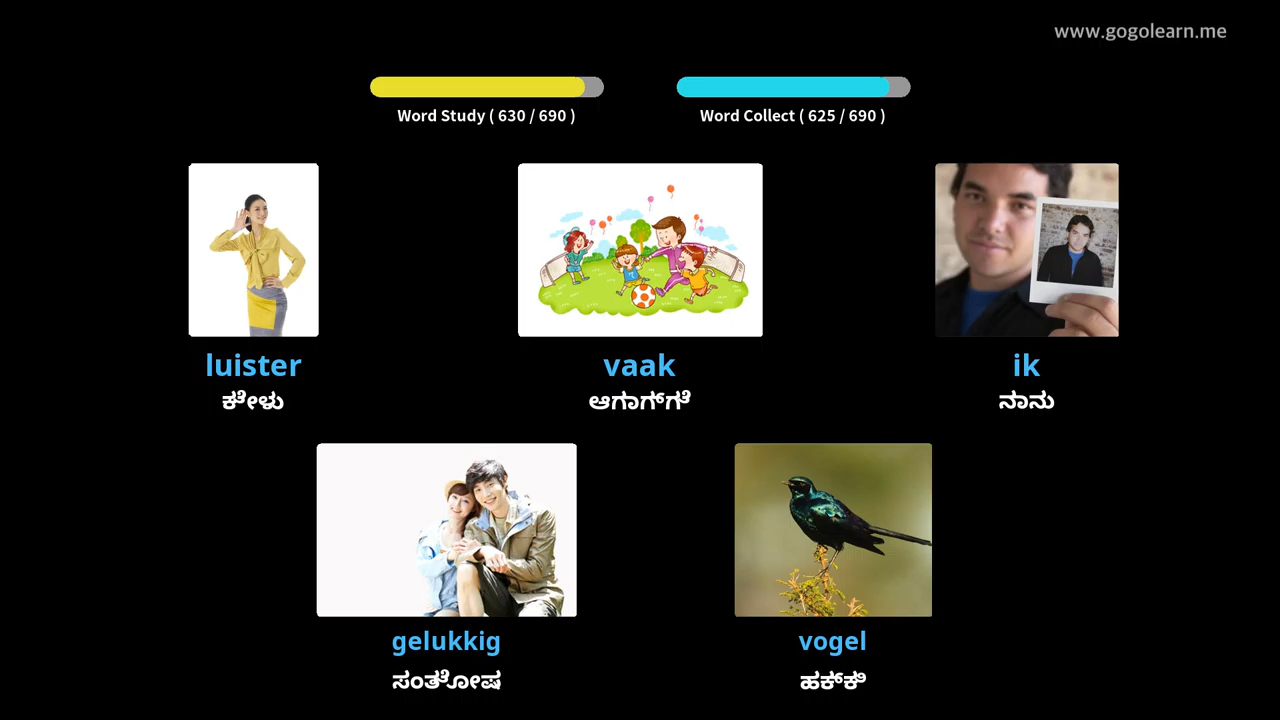 www.gogolearn.me
Word Study ( 630 / 690 )
Word Collect ( 625 / 690 )
luister
ಕೇಳು
vaak
ಆಗಾಗ್ಗೆ
ik
ನಾನು
gelukkig
ಸಂತೋಷ
vogel
ಹಕ್ಕಿ